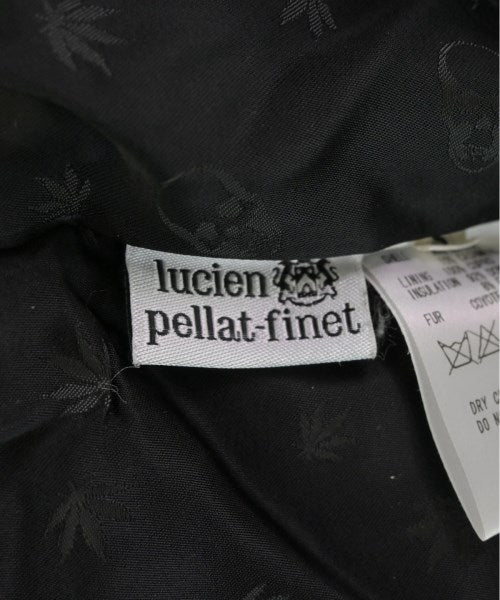 lucien
pellat-finet
LINING
INSULATION
FUR
DRY
DO